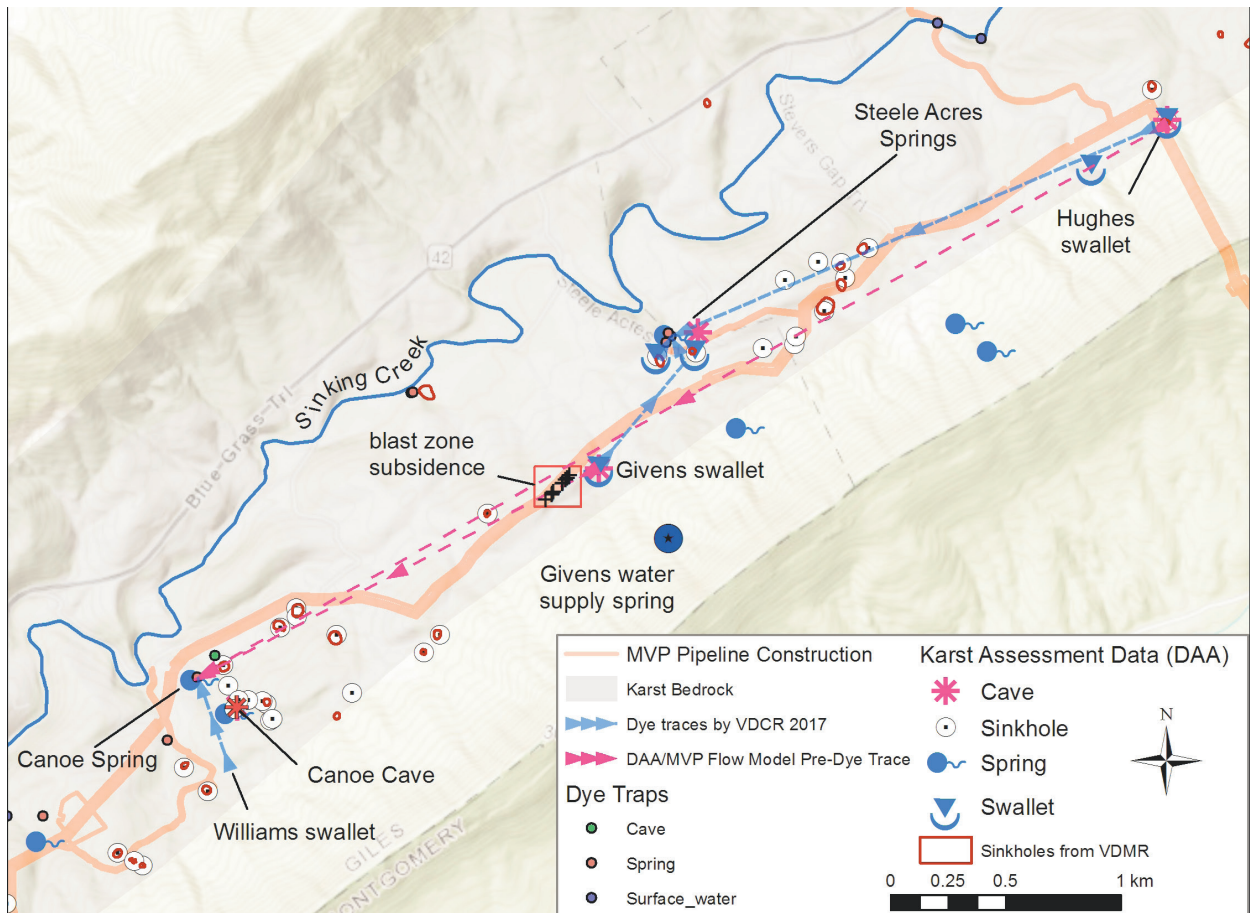 Steele Acres
Springs
Stevers Gap Trl
Hughes
swallet
42
Steele Acres
Sinking Creek
Blue-Grass-Trl
blast zone
subsidence
Givens swallet
Givens water
supply spring
Canoe Spring
Canoe Cave
Williams swallet
GILES
MVP Pipeline Construction
Karst Bedrock
Dye traces by VDCR 2017
DAA/MVP Flow Model Pre-Dye Trace
Dye Traps
Cave
Spring
Surface_water
Karst Assessment Data (DAA)
Cave
Sinkhole
Spring
Swallet
Sinkholes from VDMR
N
0 0.25 0.5 1 km